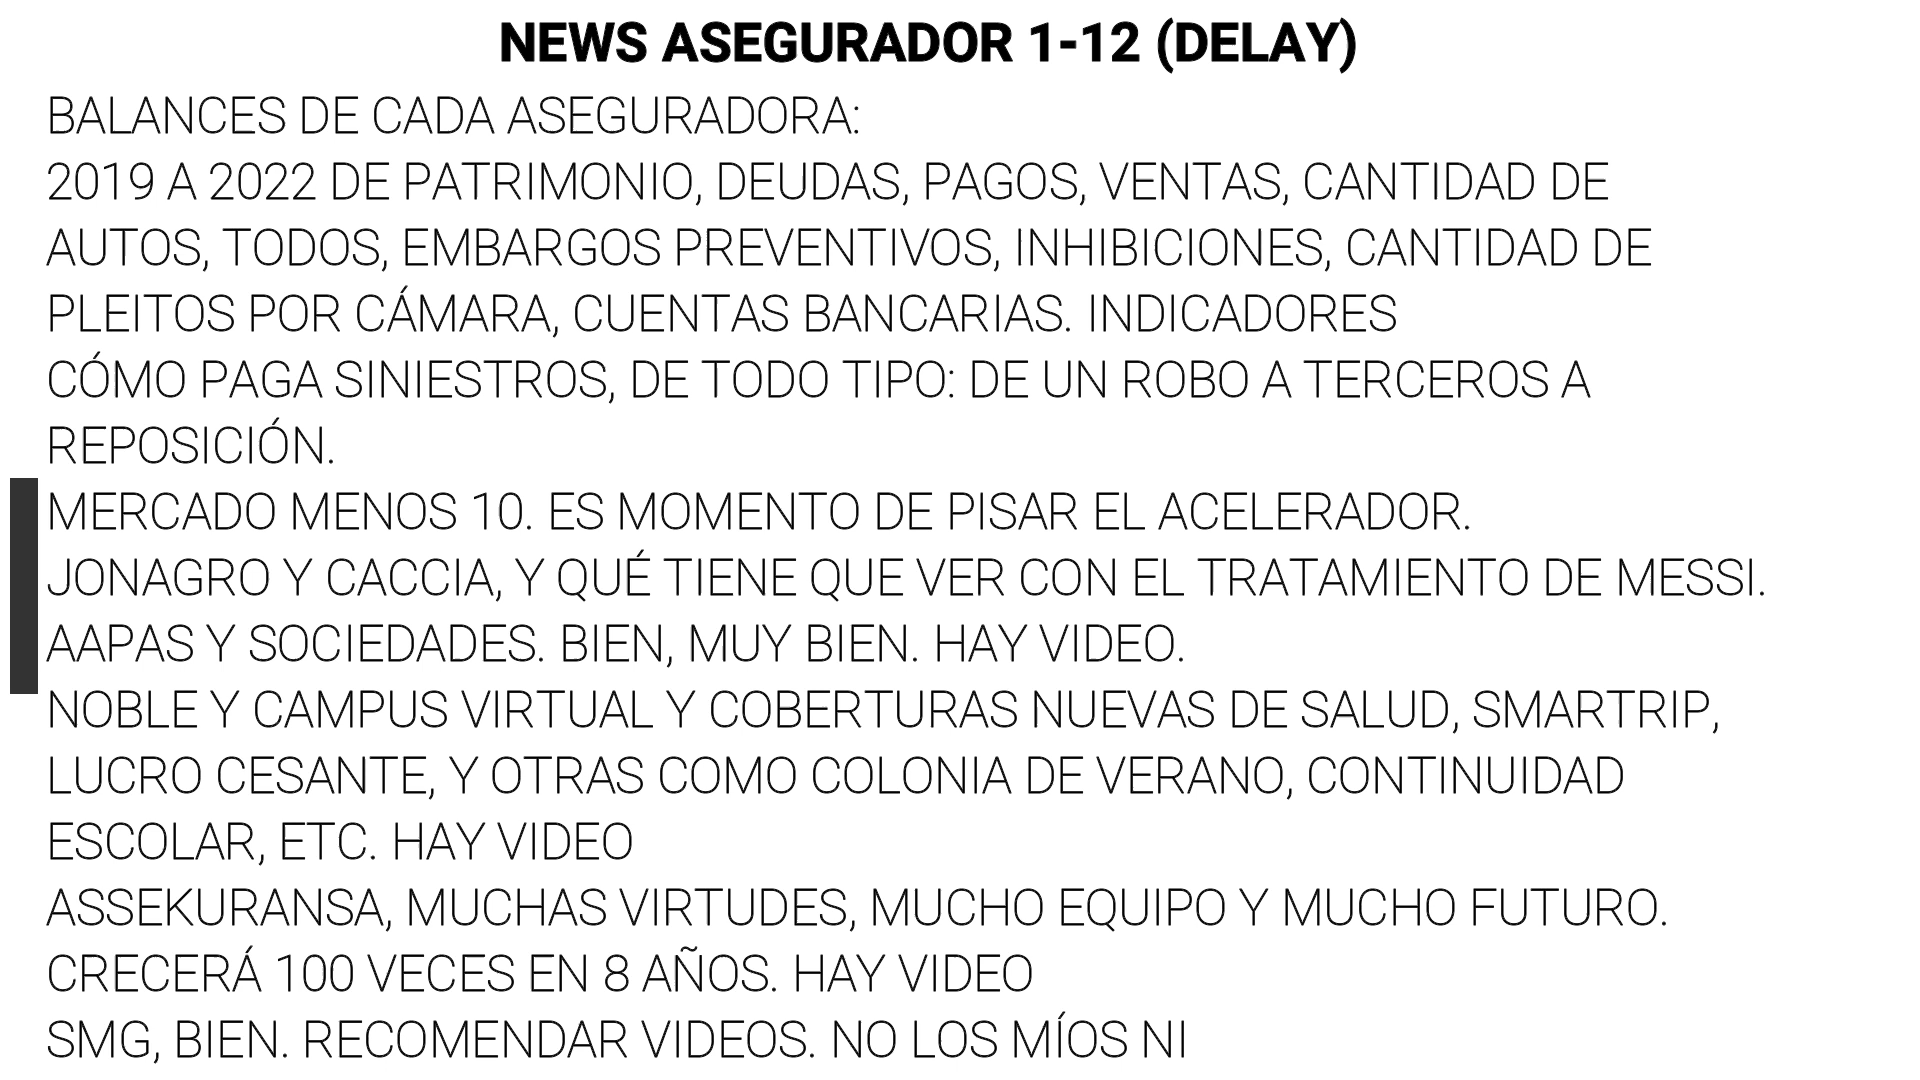 NEWS ASEGURADOR 1-12 (DELAY)
BALANCES DE CADA ASEGURADORA:
2019 A 2022 DE PATRIMONIO, DEUDAS, PAGOS, VENTAS, CANTIDAD DE
AUTOS, TODOS, EMBARGOS PREVENTIVOS, INHIBICIONES, CANTIDAD DE
PLEITOS POR CÁMARA, CUENTAS BANCARIAS. INDICADORES
CÓMO PAGA SINIESTROS, DE TODO TIPO: DE UN ROBO A TERCEROS A
REPOSICIÓN.
MERCADO MENOS 10. ES MOMENTO DE PISAR EL ACELERADOR.
JONAGRO Y CACCIA, Y QUÉ TIENE QUE VER CON EL TRATAMIENTO DE MESSI.
AAPAS Y SOCIEDADES. BIEN, MUY BIEN. HAY VIDEO.
NOBLE Y CAMPUS VIRTUAL Y COBERTURAS NUEVAS DE SALUD, SMARTRIP,
LUCRO CESANTE, Y OTRAS COMO COLONIA DE VERANO, CONTINUIDAD
ESCOLAR, ETC. HAY VIDEO
ASSEKURANSA, MUCHAS VIRTUDES, MUCHO EQUIPO Y MUCHO FUTURO.
CRECERÁ 100 VECES EN 8 AÑOS. HAY VIDEO
SMG, BIEN. RECOMENDAR VIDEOS. NO LOS MÍOS NI